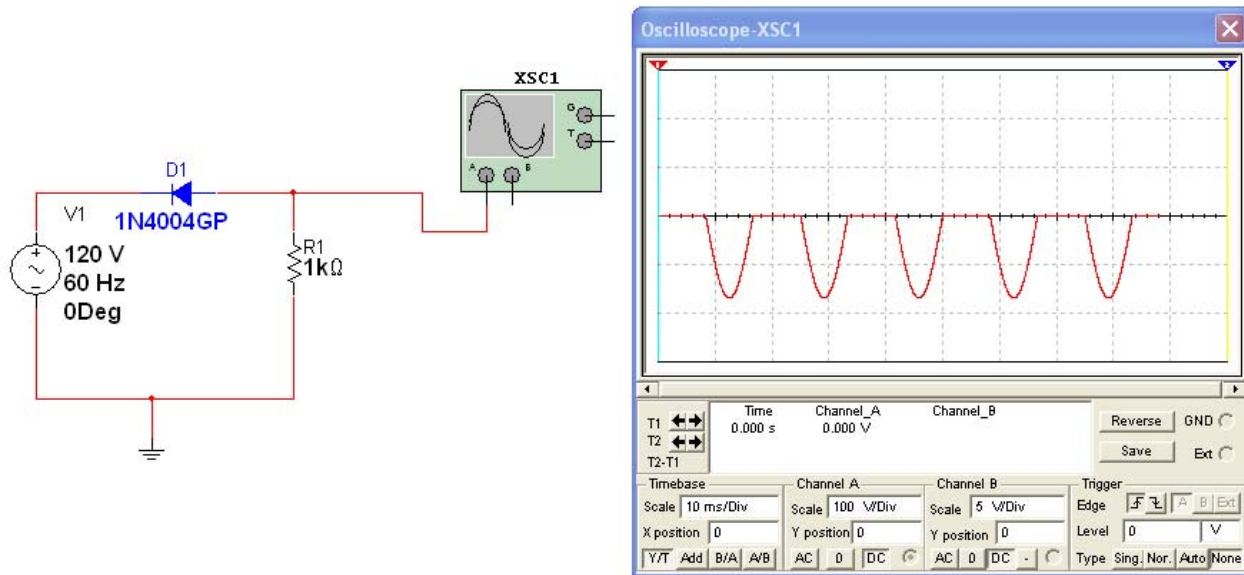 XSC1
G
T
A
B
D1
1N4004GP
V1
120 V
60 Hz
0Deg
R1
1kΩ
Oscilloscope-XSC1
1
2
Time Channel_A Channel_B
T1 0.000 s 0.000 V
T2
T2-T1
Reverse
Save
GND
Ext
Timebase
Scale 10 ms/Div
X position 0
Y/T Add B/A A/B
Channel A
Scale 100 V/Div
Y position 0
AC 0 DC
Channel B
Scale 5 V/Div
Y position 0
AC 0 DC -
Trigger
Edge A B Ext
Level 0 V
Type Sing. Nor. Auto None